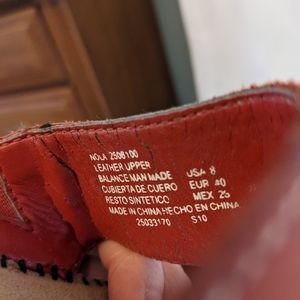 NOLA 2508100
LEATHER UPPER
BALANCE MAN MADE USA 8
CUBIERTA DE CUERO EUR 40
RESTO SINTETICO MEX 25
MADE IN CHINA HECHO EN CHINA
25033170 S10